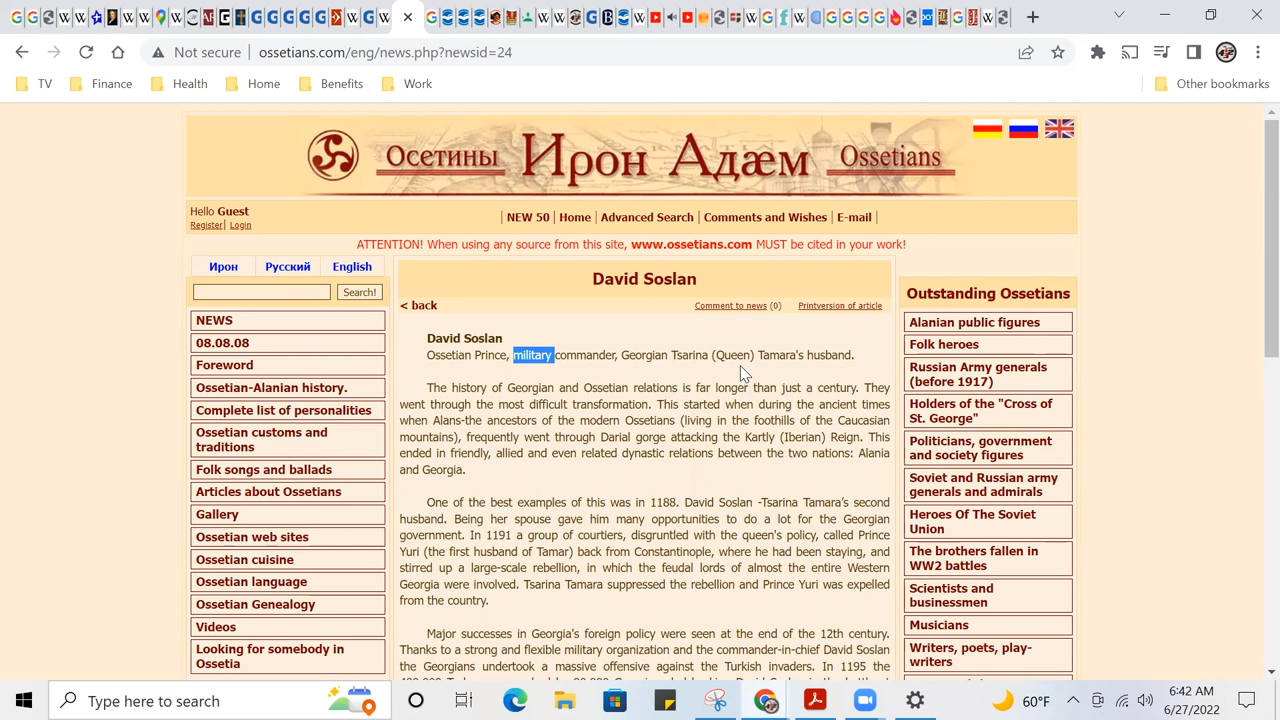 Not secure
ossetians.com/eng/news.php?newsid=24
TV
Finance
Health
Home
Benefits
Work
Other bookmarks
Осетины
Ирон Адæм
Ossetians
Hello Guest
Register| Login
| NEW 50 | Home | Advanced Search | Comments and Wishes | E-mail |
ATTENTION! When using any source from this site, www.ossetians.com MUST be cited in your work!
Ирон
Русский
English
Search!
NEWS
08.08.08
Foreword
Ossetian-Alanian history.
Complete list of personalities
Ossetian customs and
traditions
Folk songs and ballads
Articles about Ossetians
Gallery
Ossetian web sites
Ossetian cuisine
Ossetian language
Ossetian Genealogy
Videos
Looking for somebody in
Ossetia
David Soslan
< back
Comment to news (0)
Printversion of article
David Soslan
Ossetian Prince, military commander, Georgian Tsarina (Queen) Tamara's husband.
The history of Georgian and Ossetian relations is far longer than just a century. They
went through the most difficult transformation. This started when during the ancient times
when Alans-the ancestors of the modern Ossetians (living in the foothills of the Caucasian
mountains), frequently went through Darial gorge attacking the Kartly (Iberian) Reign. This
ended in friendly, allied and even related dynastic relations between the two nations: Alania
and Georgia.
One of the best examples of this was in 1188. David Soslan -Tsarina Tamara's second
husband. Being her spouse gave him many opportunities to do a lot for the Georgian
government. In 1191 a group of courtiers, disgruntled with the queen's policy, called Prince
Yuri (the first husband of Tamar) back from Constantinople, where he had been staying, and
stirred up a large-scale rebellion, in which the feudal lords of almost the entire Western
Georgia were involved. Tsarina Tamara suppressed the rebellion and Prince Yuri was expelled
from the country.
Major successes in Georgia's foreign policy were seen at the end of the 12th century.
Thanks to a strong and flexible military organization and the commander-in-chief David Soslan
the Georgians undertook a massive offensive against the Turkish invaders. In 1195 the
Outstanding Ossetians
Alanian public figures
Folk heroes
Russian Army generals
(before 1917)
Holders of the "Cross of
St. George"
Politicians, government
and society figures
Soviet and Russian army
generals and admirals
Heroes Of The Soviet
Union
The brothers fallen in
WW2 battles
Scientists and
businessmen
Musicians
Writers, poets, play-
writers
Type here to search
60°F
6:42 AM
6/27/2022